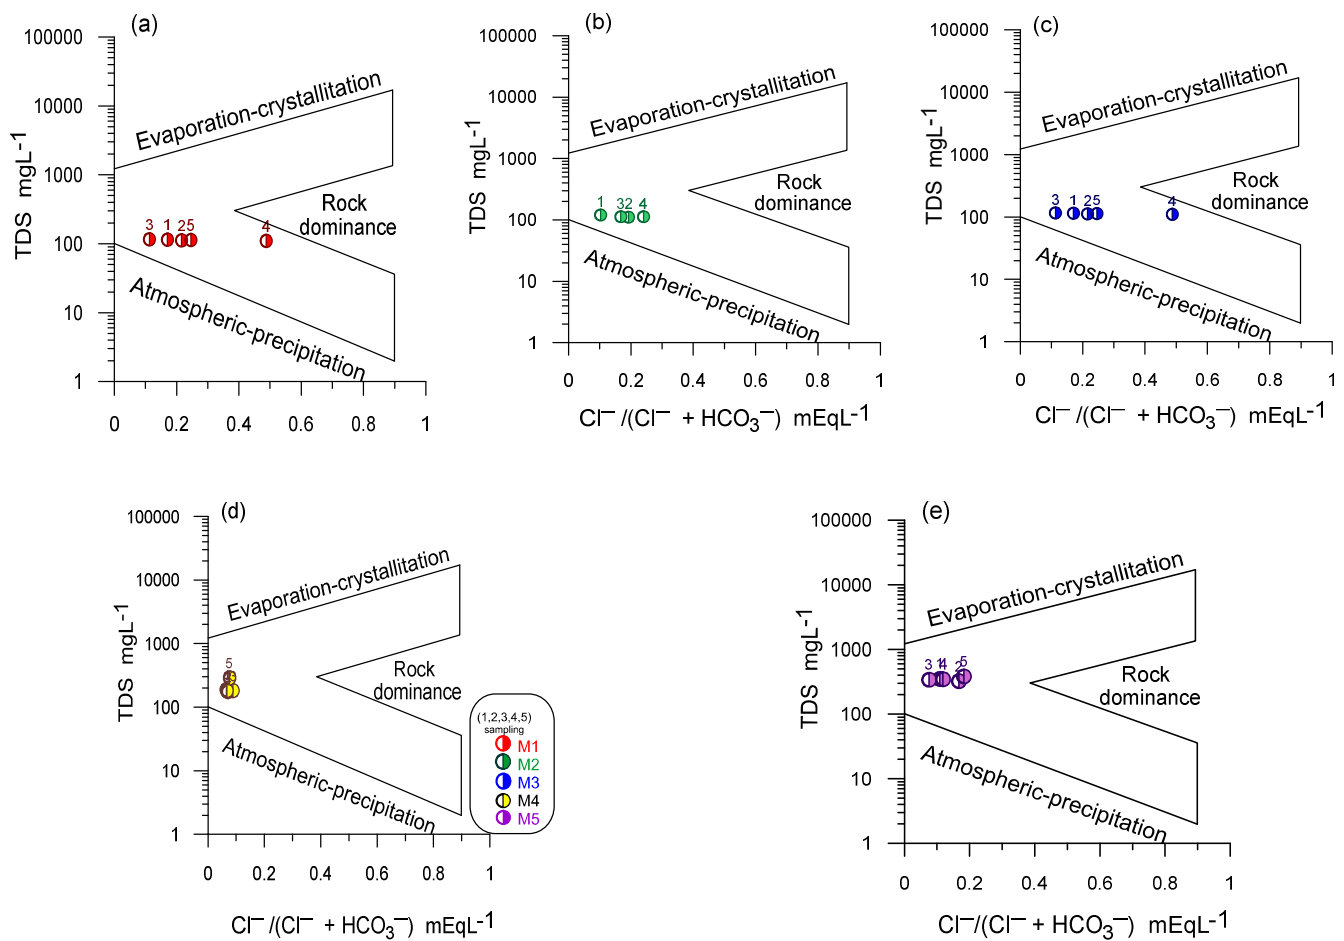 (a)
100000
10000
1000
100
10
1
TDS mgL⁻¹
Evaporation-crystallitation
Rock
dominance
Atmospheric-precipitation
3 1 2 5 4
0 0.2 0.4 0.6 0.8 1
(b)
100000
10000
1000
100
10
1
TDS mgL⁻¹
Evaporation-crystallitation
Rock
dominance
Atmospheric-precipitation
1 3 2 4
0 0.2 0.4 0.6 0.8 1
Cl⁻/(Cl⁻ + HCO₃⁻) mEqL⁻¹
(c)
100000
10000
1000
100
10
1
TDS mgL⁻¹
Evaporation-crystallitation
Rock
dominance
Atmospheric-precipitation
3 1 2 5 4
0 0.2 0.4 0.6 0.8 1
Cl⁻/(Cl⁻ + HCO₃⁻) mEqL⁻¹
(d)
100000
10000
1000
100
10
1
TDS mgL⁻¹
Evaporation-crystallitation
Rock
dominance
Atmospheric-precipitation
5
0 0.2 0.4 0.6 0.8 1
Cl⁻/(Cl⁻ + HCO₃⁻) mEqL⁻¹
(1,2,3,4,5)
sampling
M1
M2
M3
M4
M5
(e)
100000
10000
1000
100
10
1
TDS mgL⁻¹
Evaporation-crystallitation
Rock
dominance
Atmospheric-precipitation
3 1 4 2 5
0 0.2 0.4 0.6 0.8 1
Cl⁻/(Cl⁻ + HCO₃⁻) mEqL⁻¹